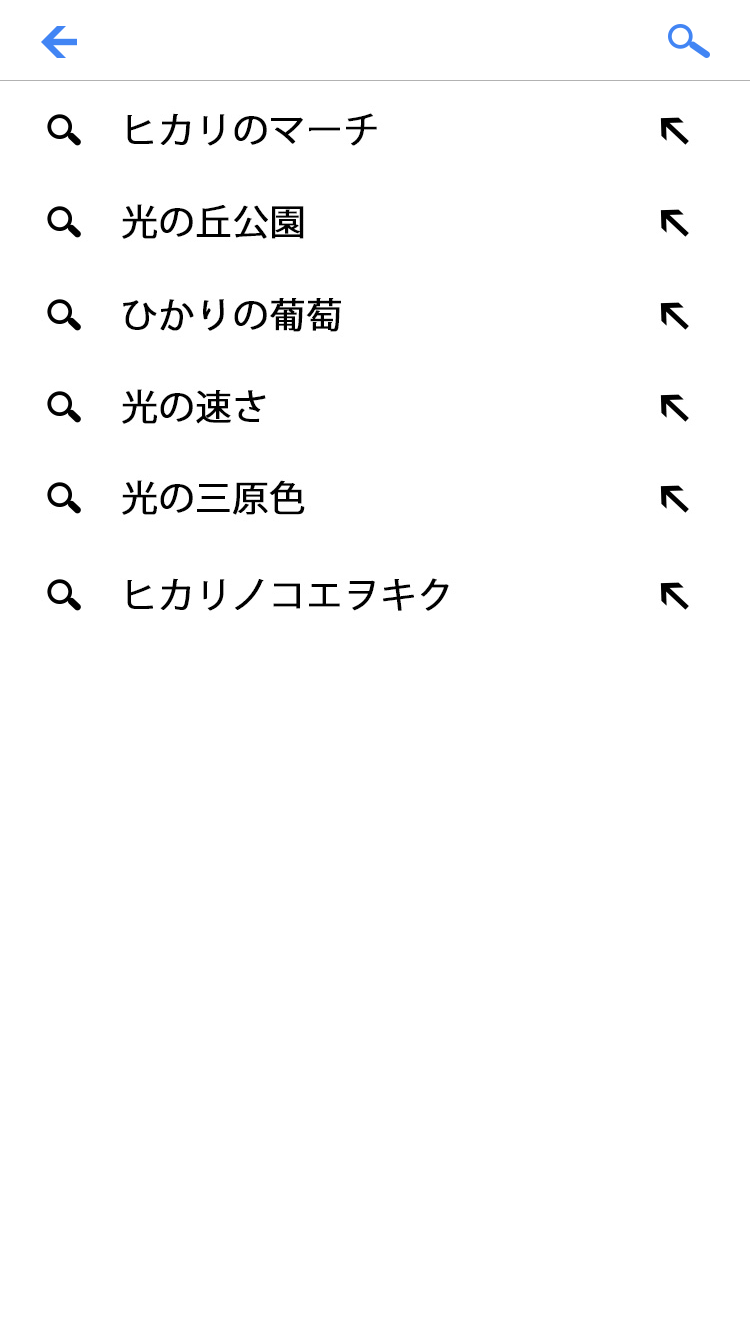 ヒカリのマーチ
光の丘公園
ひかりの葡萄
光の速さ
光の三原色
ヒカリノコエヲキク